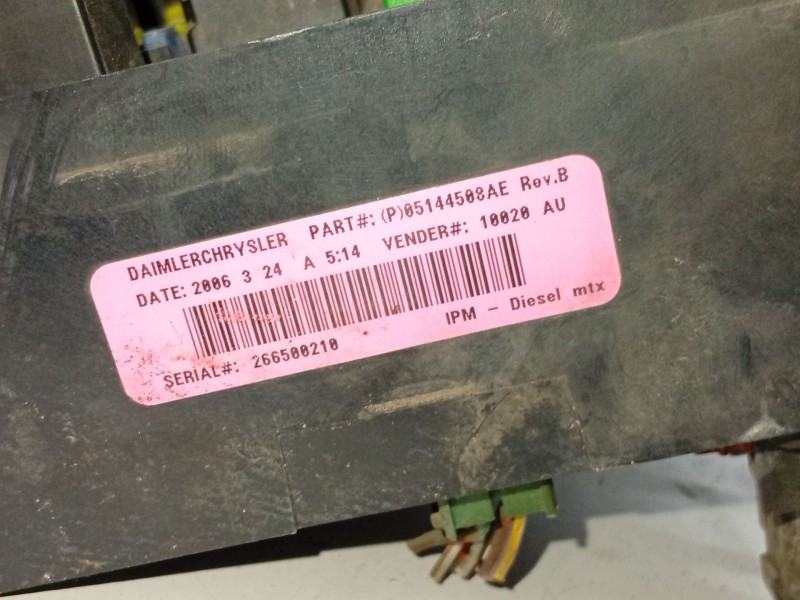 DAIMLERCHRYSLER PART#: (P)05144508AE Rev.B
DATE: 2006 3 24 A 5:14 VENDER#: 10020 AU
SERIAL#: 266500210 IPM - Diesel mtx